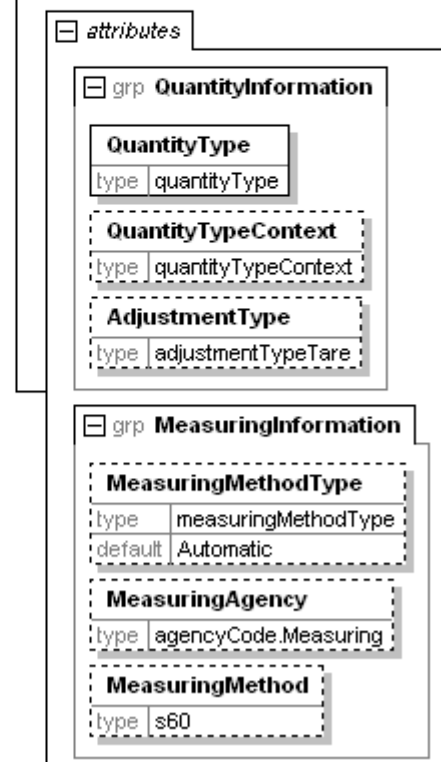 attributes
grp QuantityInformation
QuantityType
type quantityType
QuantityTypeContext
type quantityTypeContext
AdjustmentType
type adjustmentTypeTare
grp MeasuringInformation
MeasuringMethodType
type measuringMethodType
default Automatic
MeasuringAgency
type agencyCode.Measuring
MeasuringMethod
type s60